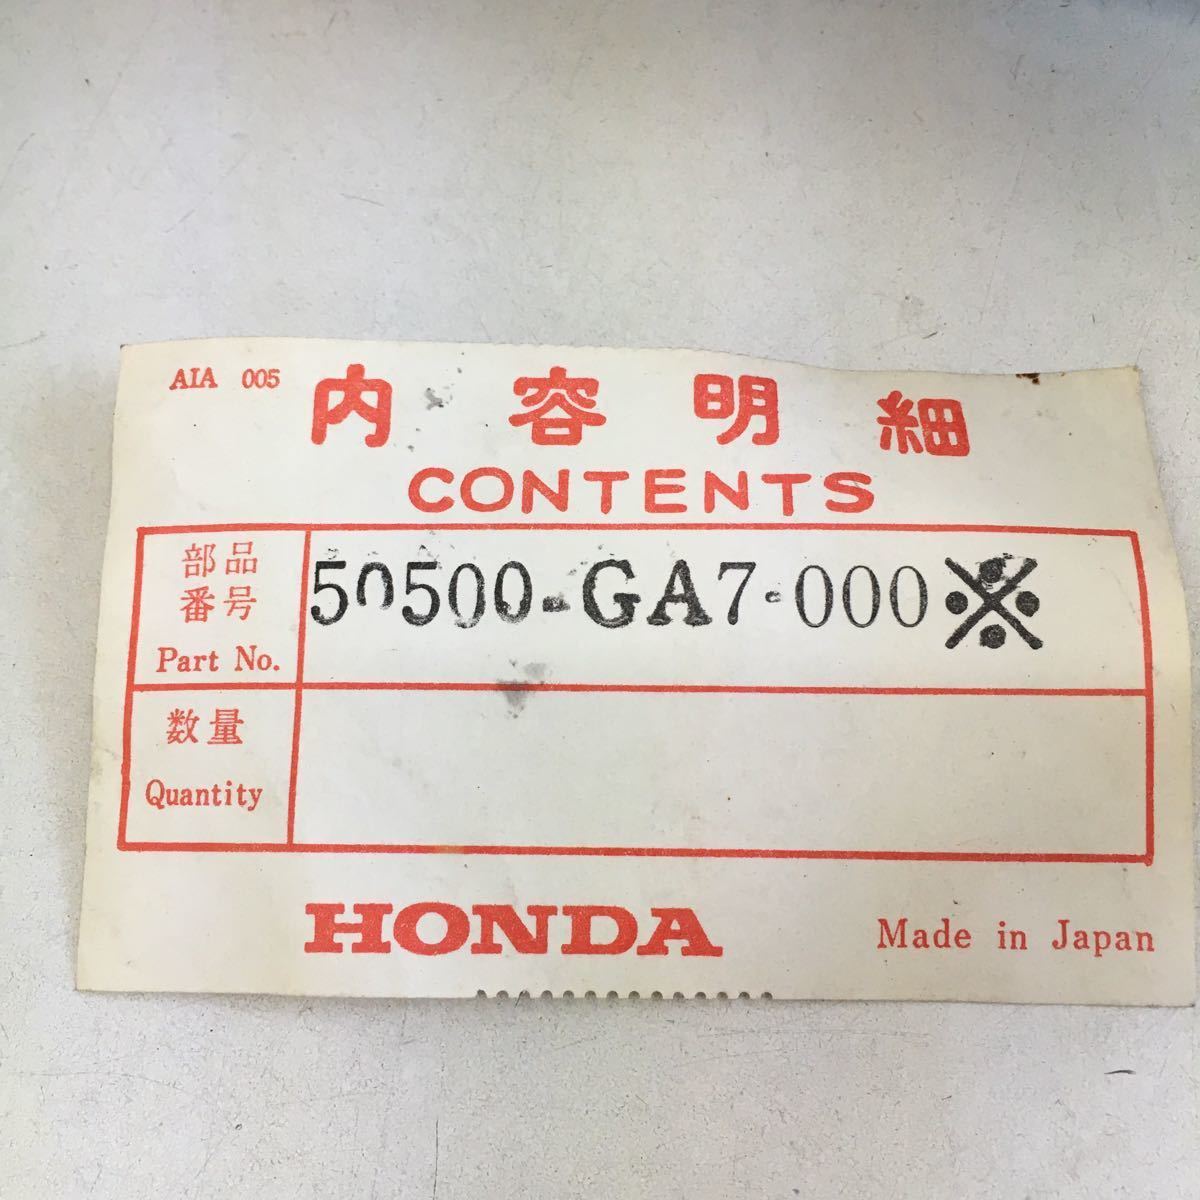 AIA 005
内容明細
CONTENTS
部品
番号
Part No.
50500-GA7-000※
数量
Quantity
HONDA
Made in Japan